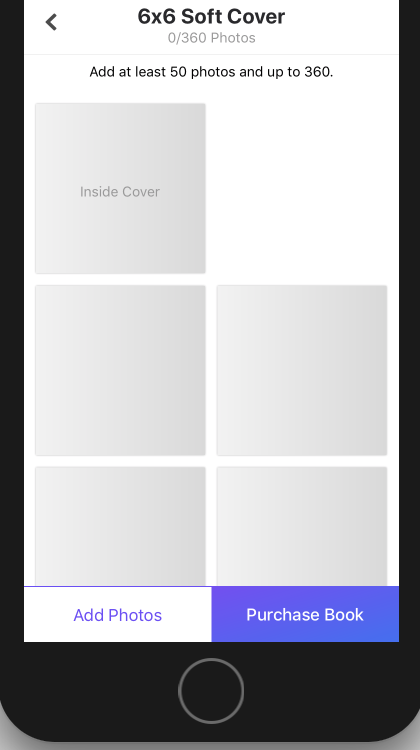 6x6 Soft Cover
0/360 Photos
Add at least 50 photos and up to 360.
Inside Cover
Add Photos
Purchase Book